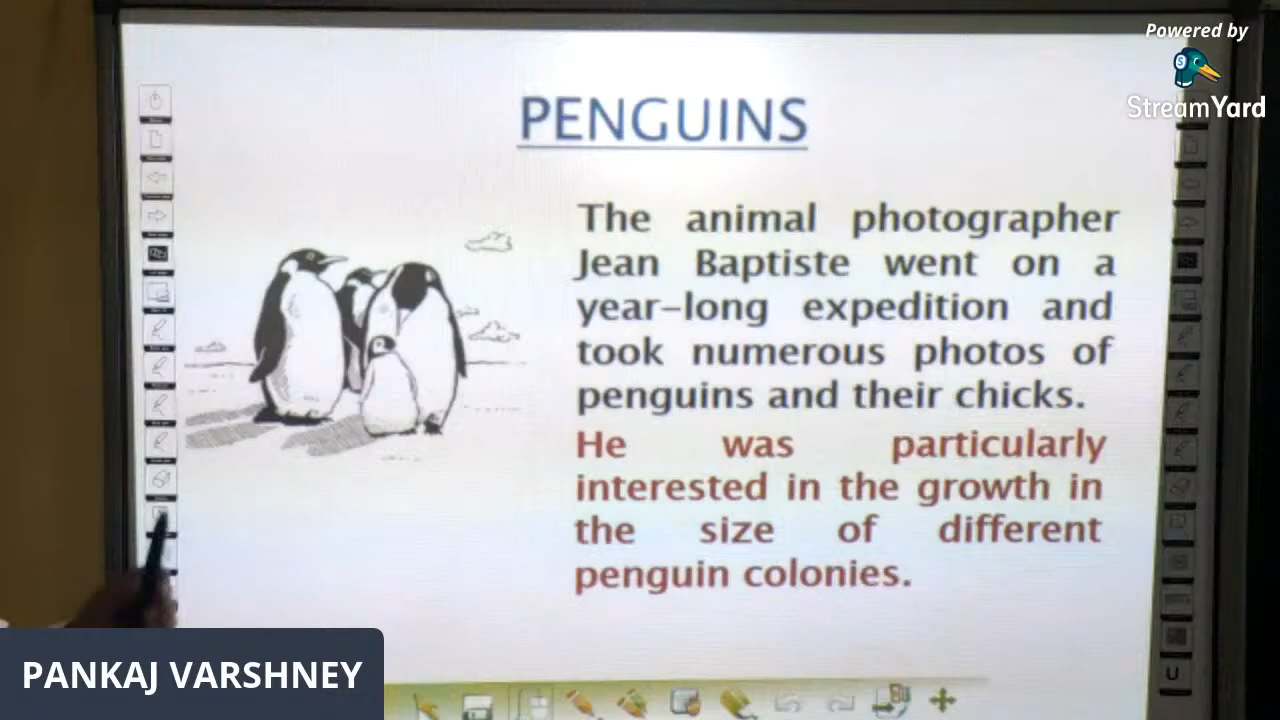 Powered by
StreamYard
PENGUINS
The animal photographer
Jean Baptiste went on a
year-long expedition and
took numerous photos of
penguins and their chicks.
He was particularly
interested in the growth in
the size of different
penguin colonies.
PANKAJ VARSHNEY